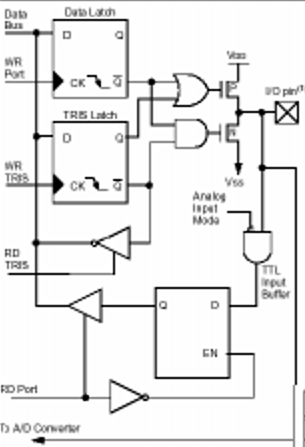 Data
Bus
Data Latch
D Q
WR
Port
CK Q
VDD
I/O pin(1)
P
TRIS Latch
D Q
N
WR
TRIS
CK Q
Vss
Analog
Input
Mode
RD
TRIS
TTL
Input
Buffer
Q D
EN
RD Port
To A/D Converter